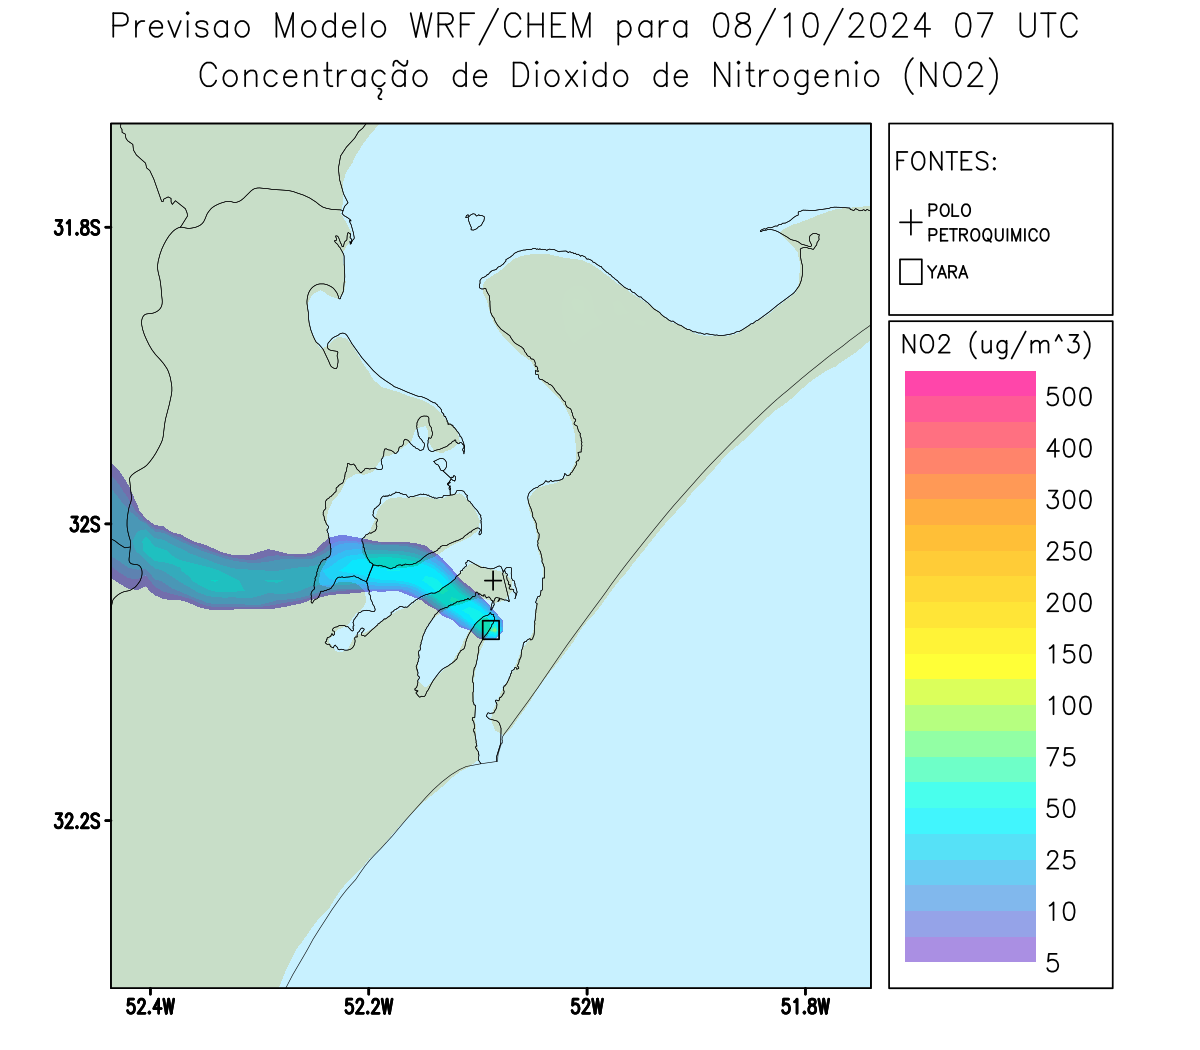 Previsao Modelo WRF/CHEM para 08/10/2024 07 UTC
Concentração de Dioxido de Nitrogenio (NO2)
FONTES:
POLO
PETROQUIMICO
YARA
31.8S
32S
32.2S
52.4W
52.2W
52W
51.8W
NO2 (ug/m^3)
500
400
300
250
200
150
100
75
50
25
10
5